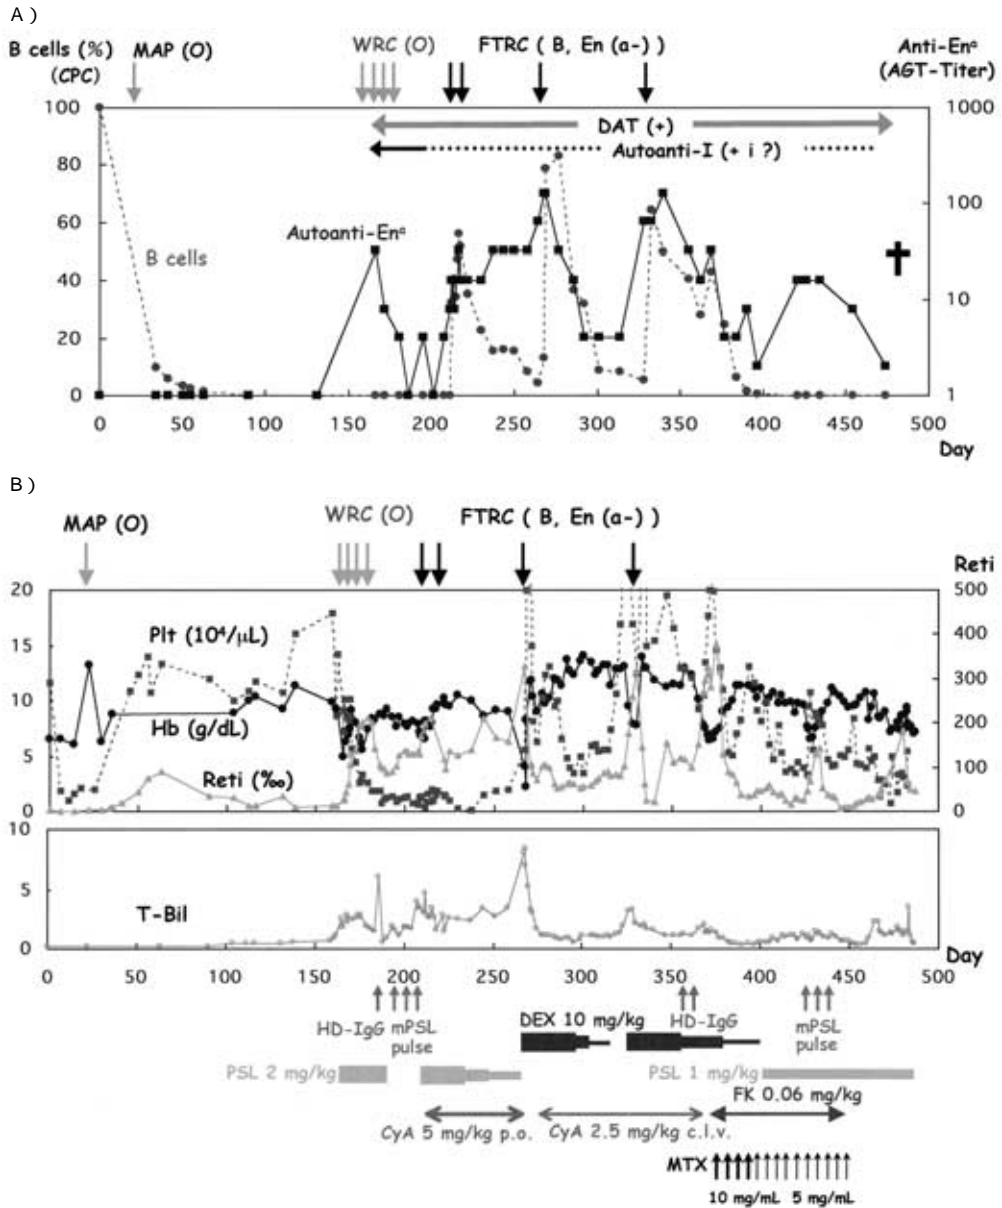 A)
B cells (%) MAP (O) WRC (O) FTRC ( B, En (a-) ) Anti-Enᵃ
(CPC) (AGT-Titer)
100 1000
DAT (+)
Autoanti-I (+ i ?)
80
100
60
Autoanti-Enᵃ
B cells
40
10
20
0 1
0 50 100 150 200 250 300 350 400 450 500
Day
B)
MAP (O) WRC (O) FTRC ( B, En (a-) )
Reti
20 500
Plt (10⁴/μL)
400
15
300
10
Hb (g/dL)
200
5
Reti (‰)
100
0 0
10
T-Bil
5
0
0 50 100 150 200 250 300 350 400 450 500
Day
HD-IgG mPSL pulse DEX 10 mg/kg HD-IgG mPSL pulse
PSL 2 mg/kg PSL 1 mg/kg
FK 0.06 mg/kg
CyA 5 mg/kg p.o. CyA 2.5 mg/kg c.i.v.
MTX
10 mg/mL 5 mg/mL